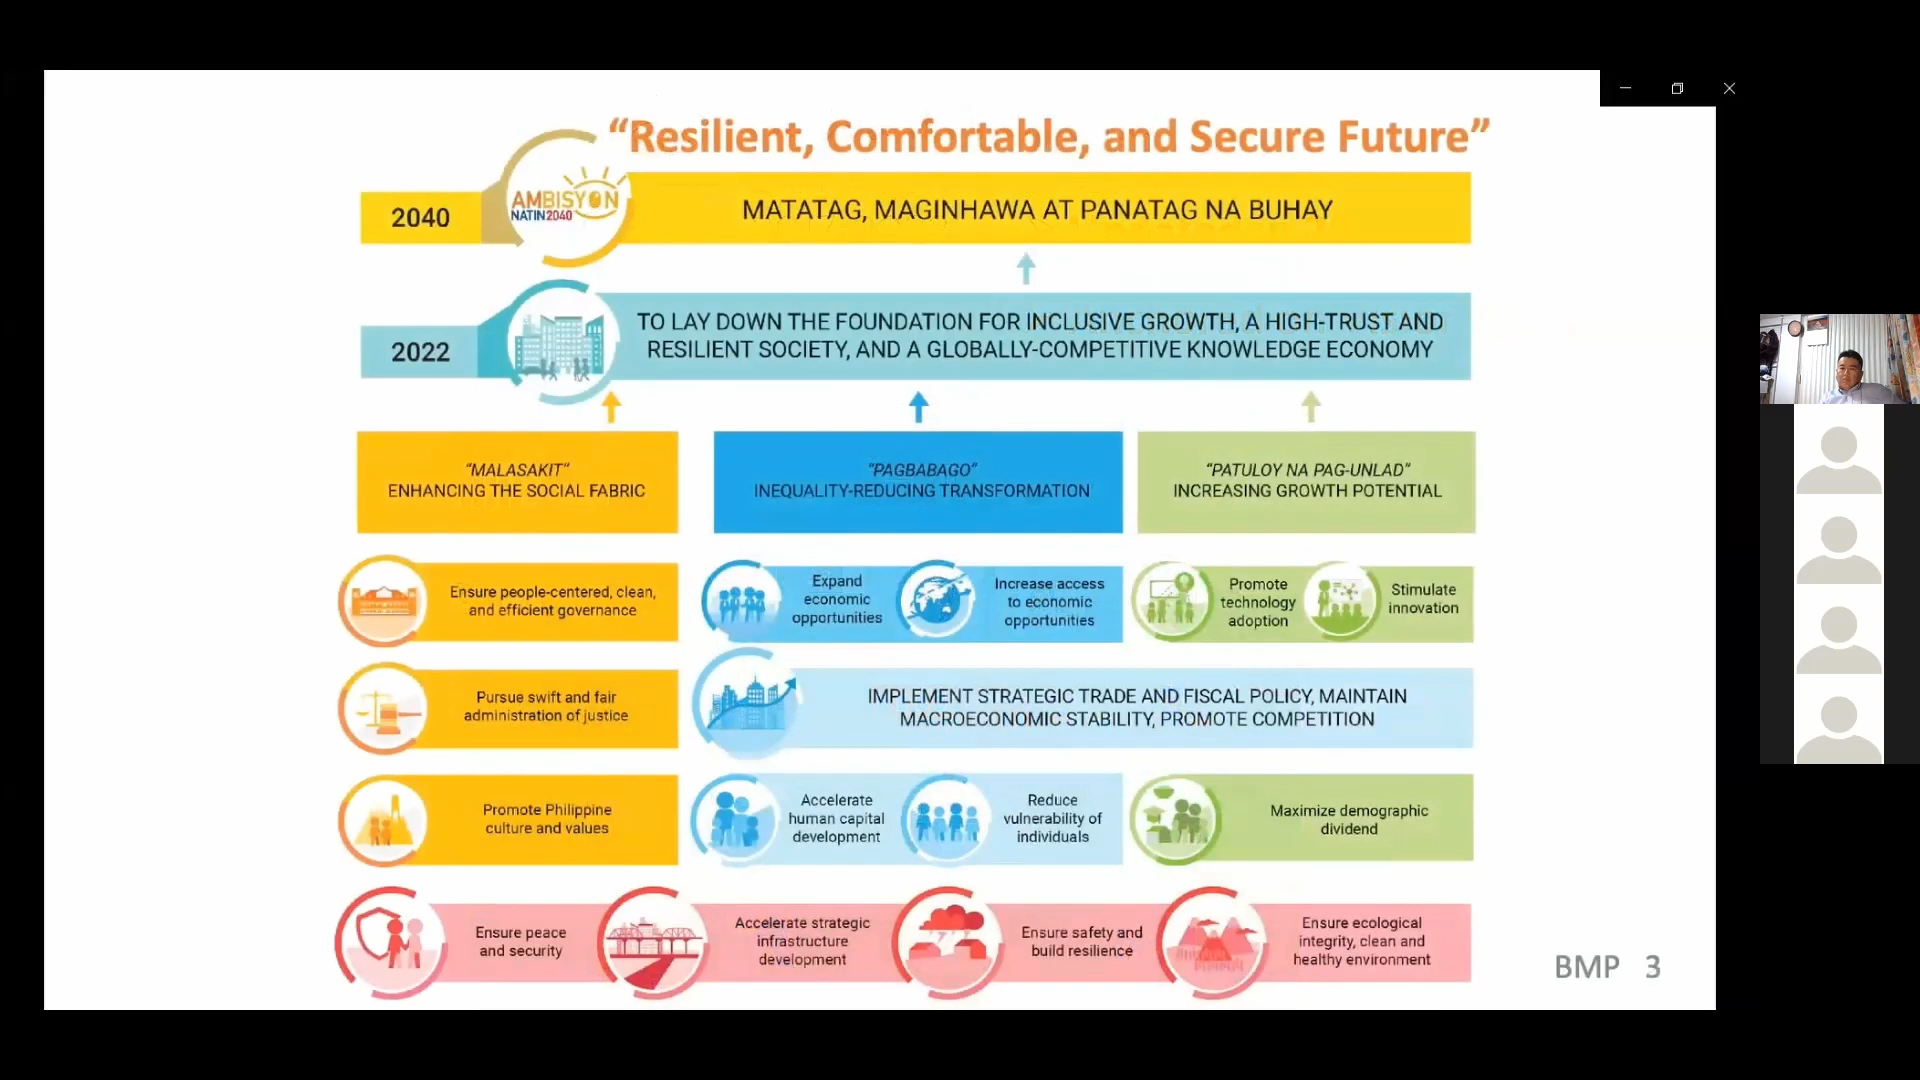 “Resilient, Comfortable, and Secure Future”
2040
AMBISYON
NATIN2040
MATATAG, MAGINHAWA AT PANATAG NA BUHAY
2022
TO LAY DOWN THE FOUNDATION FOR INCLUSIVE GROWTH, A HIGH-TRUST AND
RESILIENT SOCIETY, AND A GLOBALLY-COMPETITIVE KNOWLEDGE ECONOMY
“MALASAKIT”
ENHANCING THE SOCIAL FABRIC
“PAGBABAGO”
INEQUALITY-REDUCING TRANSFORMATION
“PATULOY NA PAG-UNLAD”
INCREASING GROWTH POTENTIAL
Ensure people-centered, clean,
and efficient governance
Expand
economic
opportunities
Increase access
to economic
opportunities
Promote
technology
adoption
Stimulate
innovation
Pursue swift and fair
administration of justice
IMPLEMENT STRATEGIC TRADE AND FISCAL POLICY, MAINTAIN
MACROECONOMIC STABILITY, PROMOTE COMPETITION
Promote Philippine
culture and values
Accelerate
human capital
development
Reduce
vulnerability of
individuals
Maximize demographic
dividend
Ensure peace
and security
Accelerate strategic
infrastructure
development
Ensure safety and
build resilience
Ensure ecological
integrity, clean and
healthy environment
BMP 3